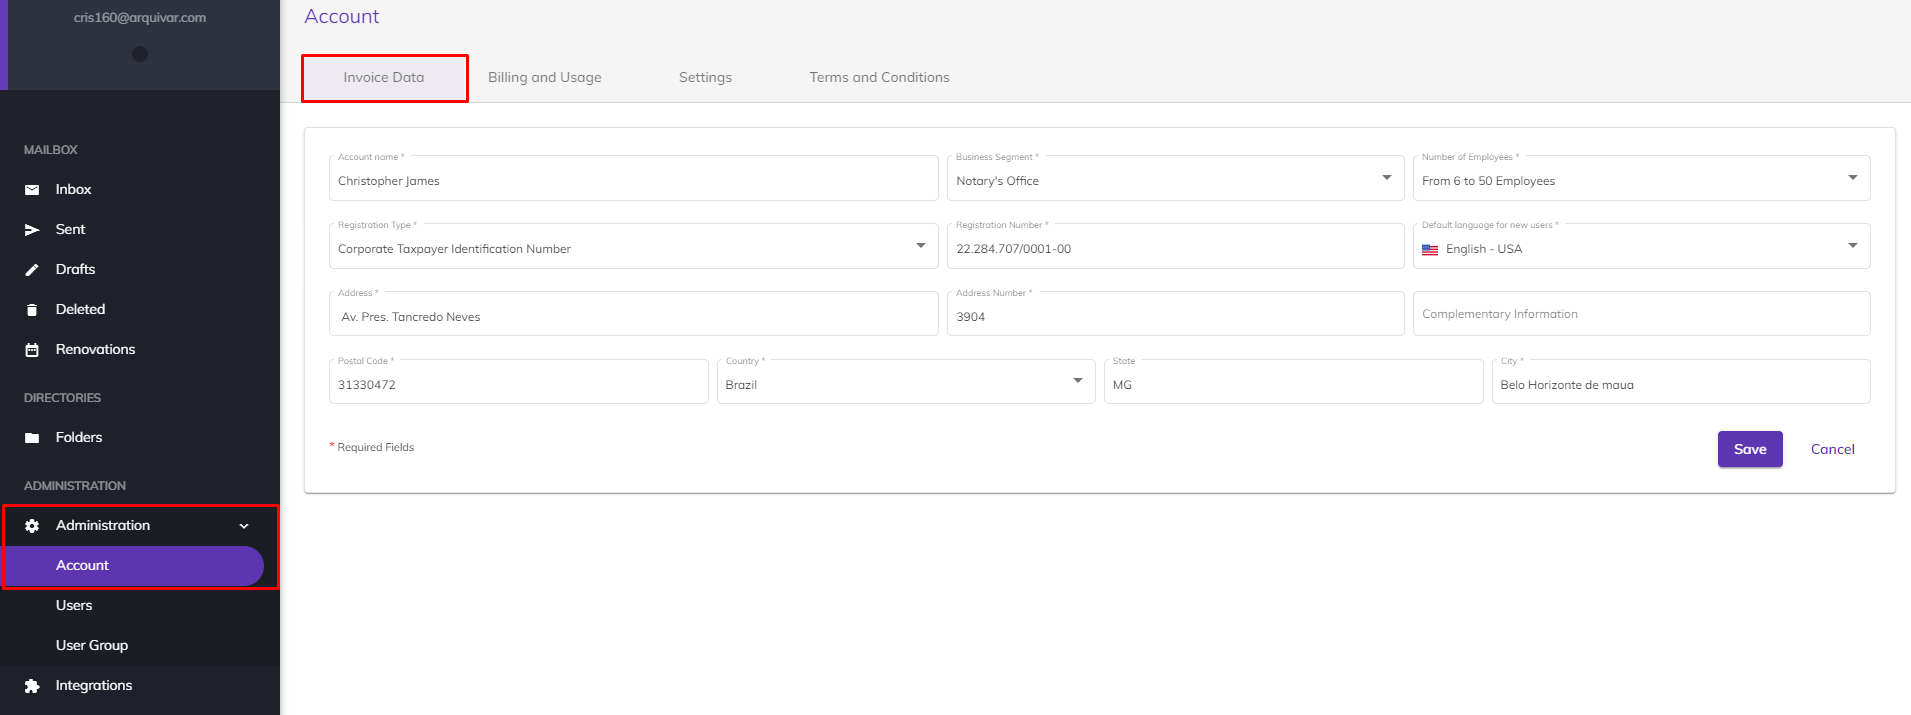 cris160@arquivar.com
MAILBOX
Inbox
Sent
Drafts
Deleted
Renovations
DIRECTORIES
Folders
ADMINISTRATION
Administration
Account
Users
User Group
Integrations
Account
Invoice Data Billing and Usage Settings Terms and Conditions
Account name * Business Segment * Number of Employees *
Christopher James Notary's Office From 6 to 50 Employees
Registration Type * Registration Number * Default language for new users *
Corporate Taxpayer Identification Number 22.284.707/0001-00 English - USA
Address * Address Number *
Av. Pres. Tancredo Neves 3904 Complementary Information
Postal Code * Country * State City *
31330472 Brazil MG Belo Horizonte de maua
* Required Fields Save Cancel